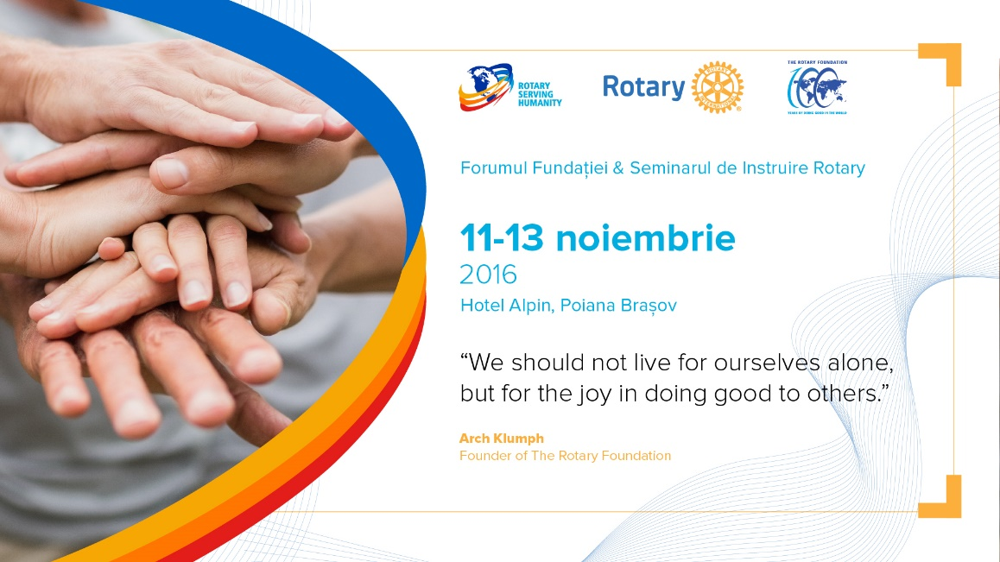 ROTARY
SERVING
HUMANITY
Rotary
ROTARY
INTERNATIONAL
THE ROTARY FOUNDATION
100
YEARS OF DOING GOOD IN THE WORLD
Forumul Fundației & Seminarul de Instruire Rotary
11-13 noiembrie
2016
Hotel Alpin, Poiana Brașov
“We should not live for ourselves alone,
but for the joy in doing good to others.”
Arch Klumph
Founder of The Rotary Foundation